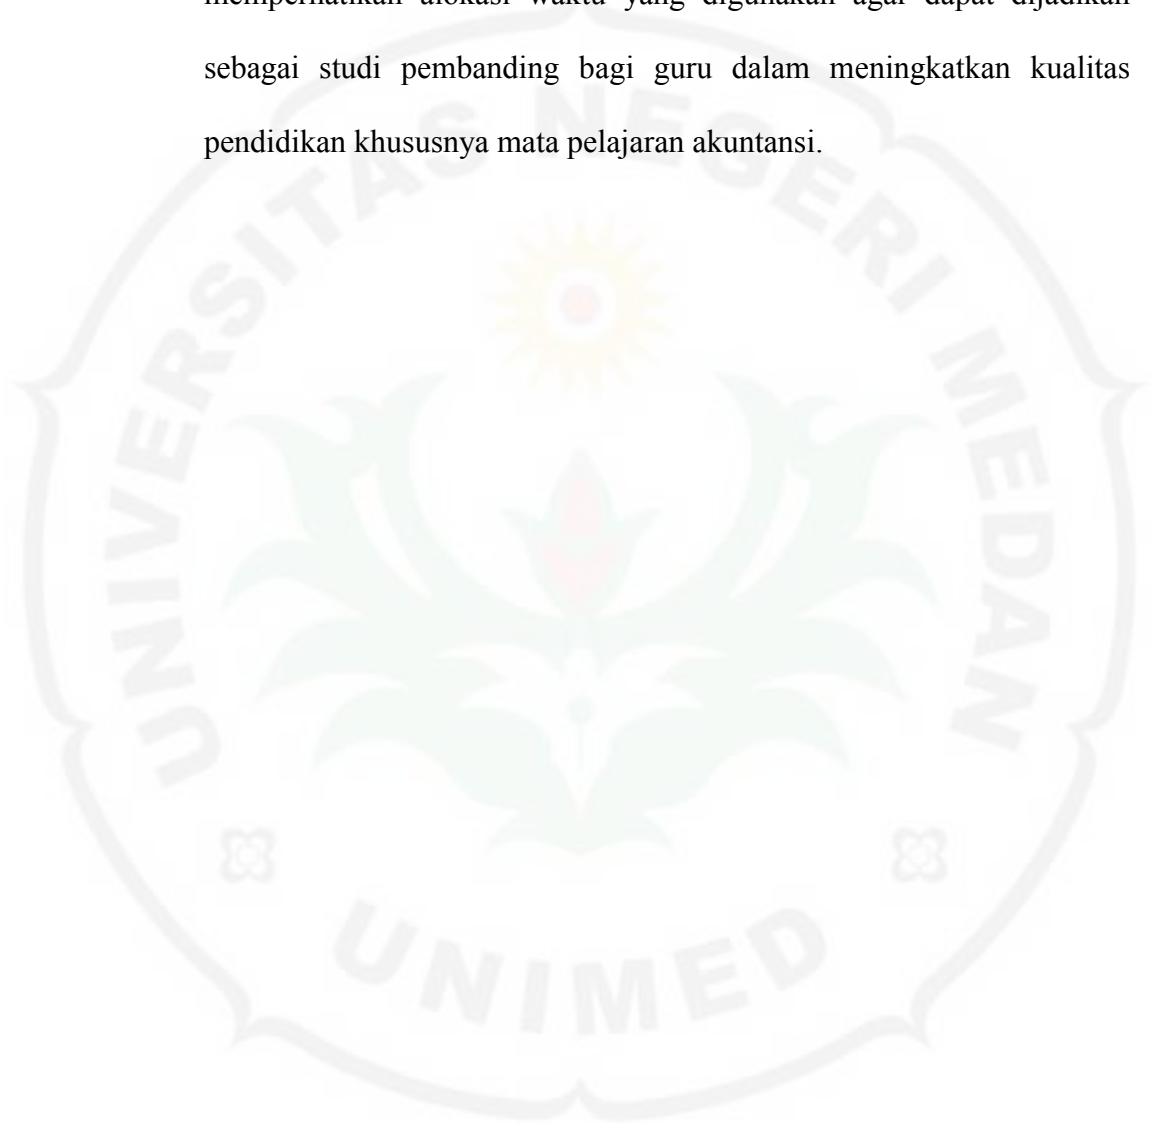 memperhatikan alokasi waktu yang digunakan agar dapat dijadikan
sebagai studi pembanding bagi guru dalam meningkatkan kualitas
pendidikan khususnya mata pelajaran akuntansi.
UNIVERSITAS NEGERI MEDAN
UNIMED